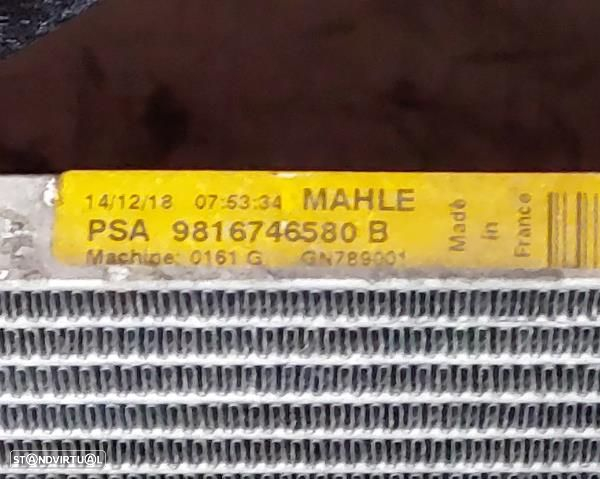 14/12/18 07:53:34 MAHLE
PSA 9816746580 B
Machine: 0161 G GN789001
Made
in
France
STANDVIRTUAL